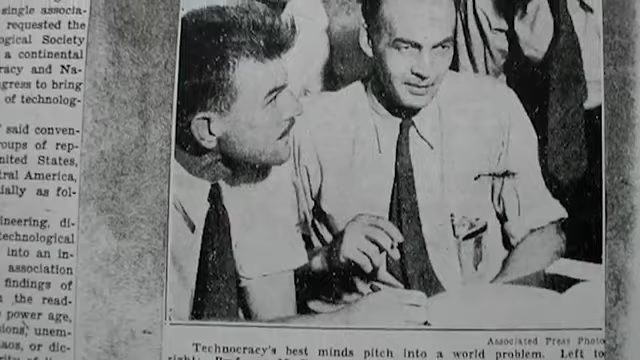 single associa-
requested the
ogical Society
a continental
racy and Na-
gress to bring
of technolog-
said conven-
oups of rep-
nited States,
tral America,
ially as fol-
ineering, di-
technological
into an in-
association
findings of
the read-
power age,
sions, unem-
aos, or dic-
Associated Press Photo
Technocracy's best minds pitch into a world problem. Left to